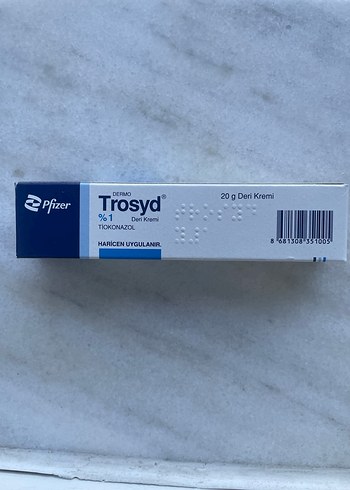 Pfizer
DERMO
Trosyd®
%1 Deri Kremi
TİOKONAZOL
HARİCEN UYGULANIR.
20 g Deri Kremi
8 681308 351005